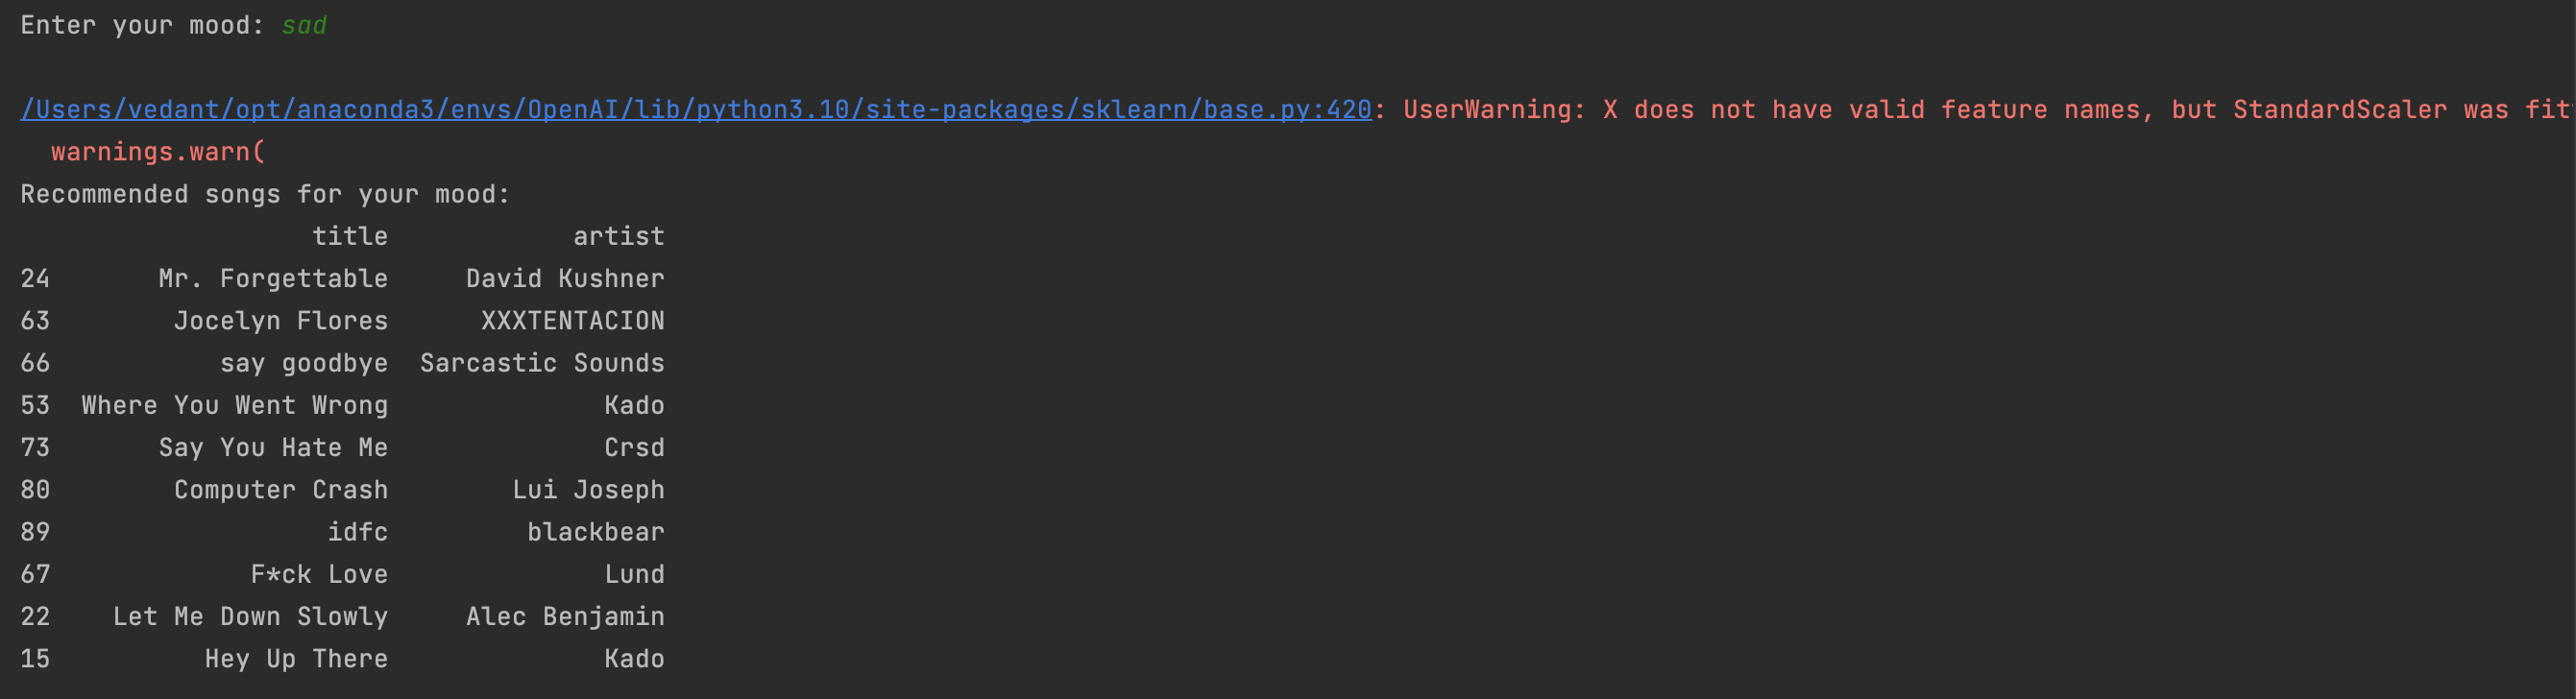 Enter your mood: sad
/Users/vedant/opt/anaconda3/envs/OpenAI/lib/python3.10/site-packages/sklearn/base.py:420: UserWarning: X does not have valid feature names, but StandardScaler was fit
warnings.warn(
Recommended songs for your mood:
title artist
24 Mr. Forgettable David Kushner
63 Jocelyn Flores XXXTENTACION
66 say goodbye Sarcastic Sounds
53 Where You Went Wrong Kado
73 Say You Hate Me Crsd
80 Computer Crash Lui Joseph
89 idfc blackbear
67 F*ck Love Lund
22 Let Me Down Slowly Alec Benjamin
15 Hey Up There Kado